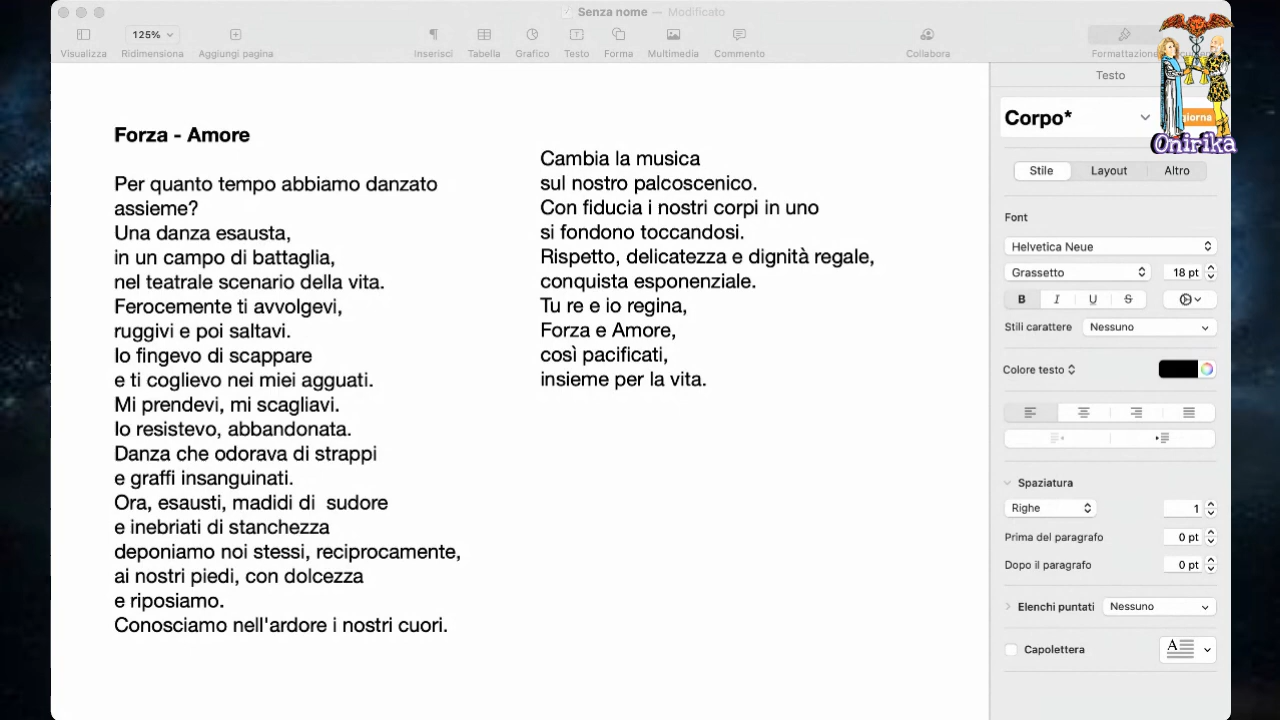 Senza nome — Modificato
Visualizza
125%
Ridimensiona
Aggiungi pagina
Inserisci
Tabella
Grafico
Testo
Forma
Multimedia
Commento
Collabora
Formattazione
Forza - Amore
Per quanto tempo abbiamo danzato
assieme?
Una danza esausta,
in un campo di battaglia,
nel teatrale scenario della vita.
Ferocemente ti avvolgevi,
ruggivi e poi saltavi.
Io fingevo di scappare
e ti coglievo nei miei agguati.
Mi prendevi, mi scagliavi.
Io resistevo, abbandonata.
Danza che odorava di strappi
e graffi insanguinati.
Ora, esausti, madidi di  sudore
e inebriati di stanchezza
deponiamo noi stessi, reciprocamente,
ai nostri piedi, con dolcezza
e riposiamo.
Conosciamo nell'ardore i nostri cuori.
Cambia la musica
sul nostro palcoscenico.
Con fiducia i nostri corpi in uno
si fondono toccandosi.
Rispetto, delicatezza e dignità regale,
conquista esponenziale.
Tu re e io regina,
Forza e Amore,
così pacificati,
insieme per la vita.
Onirika
Testo
Corpo*
Stile
Layout
Altro
Font
Helvetica Neue
Grassetto
18 pt
B I U S
Stili carattere
Nessuno
Colore testo
Spaziatura
Righe
1
Prima del paragrafo
0 pt
Dopo il paragrafo
0 pt
Elenchi puntati
Nessuno
Capolettera
A